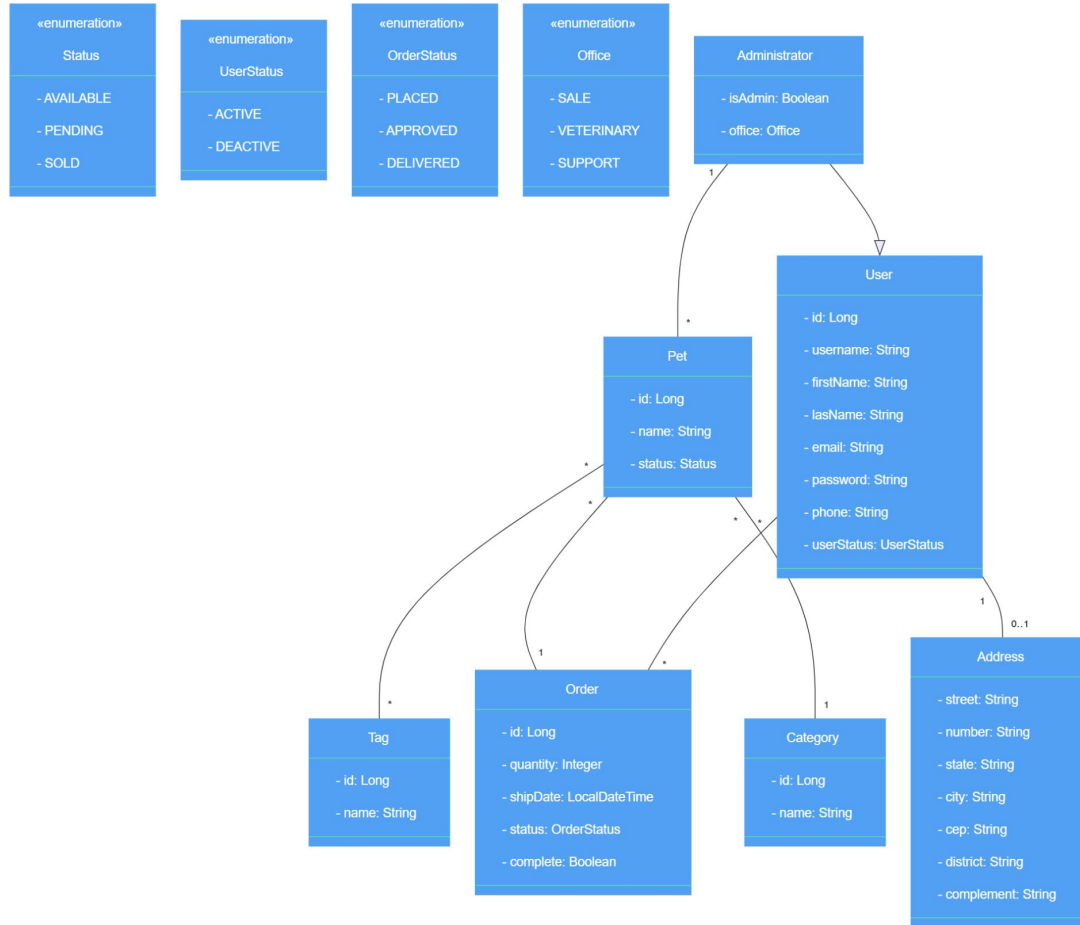 «enumeration»
Status
- AVAILABLE
- PENDING
- SOLD
«enumeration»
UserStatus
- ACTIVE
- DEACTIVE
«enumeration»
OrderStatus
- PLACED
- APPROVED
- DELIVERED
«enumeration»
Office
- SALE
- VETERINARY
- SUPPORT
Administrator
- isAdmin: Boolean
- office: Office
1
*
User
- id: Long
- username: String
- firstName: String
- lasName: String
- email: String
- password: String
- phone: String
- userStatus: UserStatus
Pet
- id: Long
- name: String
- status: Status
*
*
*
*
1
0..1
1
*
*
1
Tag
- id: Long
- name: String
Order
- id: Long
- quantity: Integer
- shipDate: LocalDateTime
- status: OrderStatus
- complete: Boolean
Category
- id: Long
- name: String
Address
- street: String
- number: String
- state: String
- city: String
- cep: String
- district: String
- complement: String